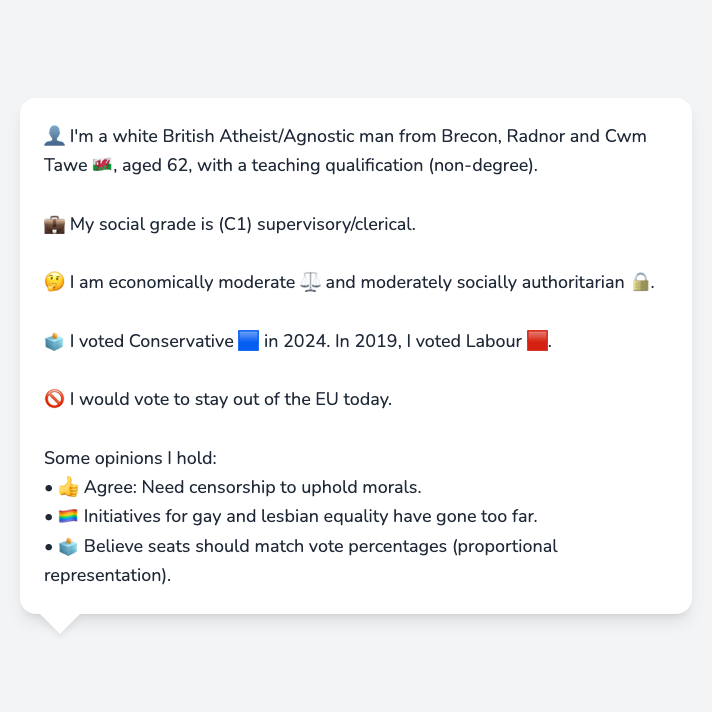 👤 I'm a white British Atheist/Agnostic man from Brecon, Radnor and Cwm
Tawe 🏴󠁧󠁢󠁷󠁬󠁳󠁿, aged 62, with a teaching qualification (non-degree).
💼 My social grade is (C1) supervisory/clerical.
🤔 I am economically moderate ⚖️ and moderately socially authoritarian 🔒.
🗳️ I voted Conservative 🟦 in 2024. In 2019, I voted Labour 🟥.
🚫 I would vote to stay out of the EU today.
Some opinions I hold:
• 👍 Agree: Need censorship to uphold morals.
• 🏳️‍🌈 Initiatives for gay and lesbian equality have gone too far.
• 🗳️ Believe seats should match vote percentages (proportional
representation).